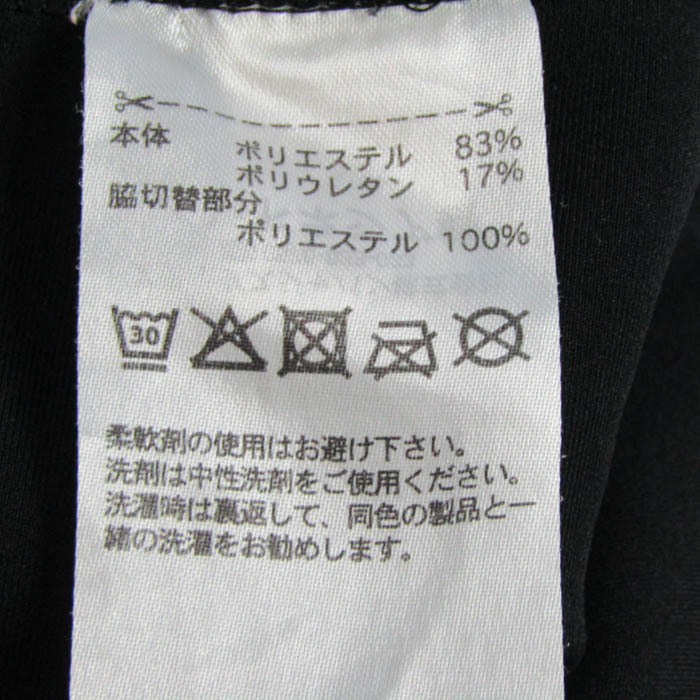 本体 ポリエステル 83%
ポリウレタン 17%
脇切替部分
ポリエステル 100%
30
柔軟剤の使用はお避け下さい。
洗剤は中性洗剤をご使用ください。
洗濯時は裏返して、同色の製品と一
緒の洗濯をお勧めします。